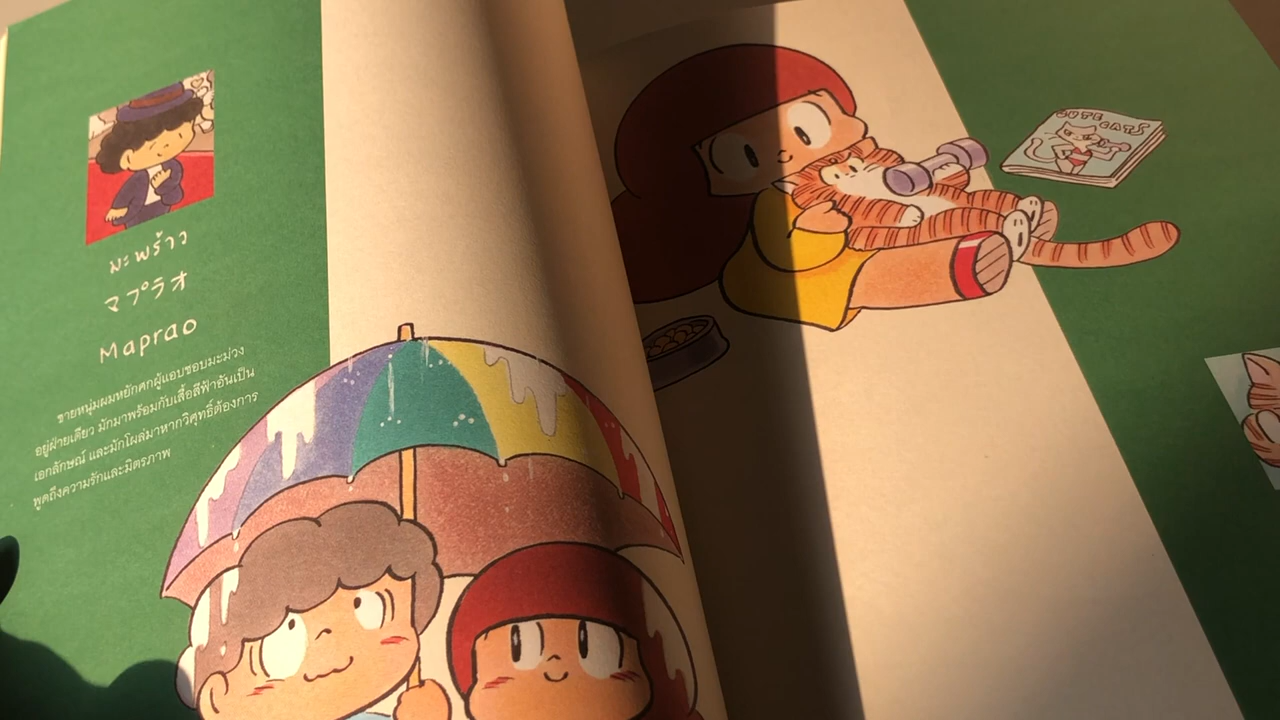 มะพร้าว
マプラオ
Maprao
ชายหนุ่มผมหยักศกผู้แอบชอบมะม่วง
อยู่ฝ่ายเดียว มักมาพร้อมกับเสื้อสีฟ้าอันเป็น
เอกลักษณ์ และมักโผล่มาหากวิศุทธิ์ต้องการ
พูดถึงความรักและมิตรภาพ
CUTE CATS